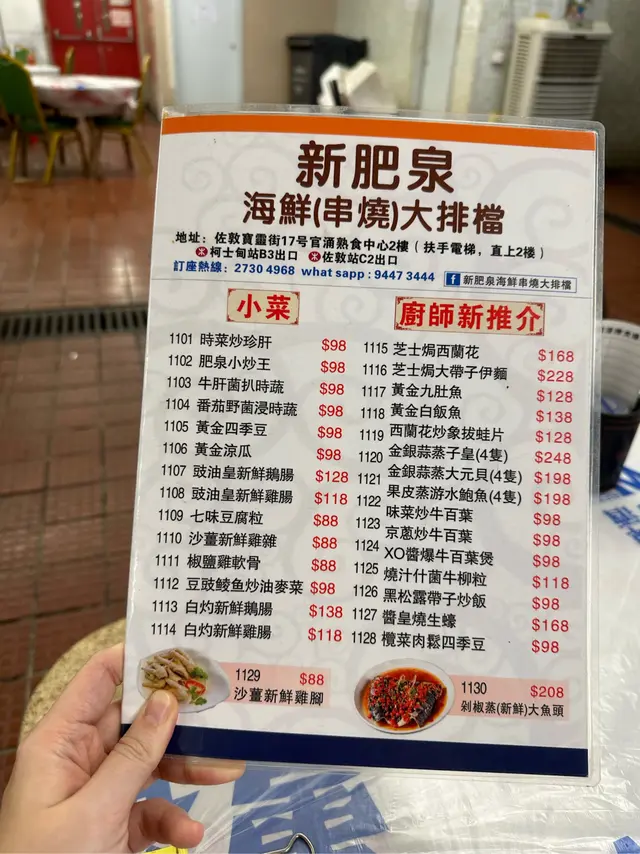 新肥泉
海鮮(串燒)大排檔
地址：佐敦寶靈街17號官涌熟食中心2樓（扶手電梯，直上2樓）
柯士甸站B3出口 佐敦站C2出口
訂座熱線：2730 4968 what sapp : 9447 3444 f 新肥泉海鮮串燒大排檔
小菜
1101 時菜炒珍肝 $98
1102 肥泉小炒王 $98
1103 牛肝菌扒時蔬 $98
1104 番茄野菌浸時蔬 $98
1105 黃金四季豆 $98
1106 黃金涼瓜 $98
1107 豉油皇新鮮鵝腸 $128
1108 豉油皇新鮮雞腸 $118
1109 七味豆腐粒 $88
1110 沙薑新鮮雞雜 $88
1111 椒鹽雞軟骨 $88
1112 豆豉鲮鱼炒油麥菜 $98
1113 白灼新鮮鵝腸 $138
1114 白灼新鮮雞腸 $118
廚師新推介
1115 芝士焗西蘭花 $168
1116 芝士焗大帶子伊麵 $228
1117 黃金九肚魚 $128
1118 黃金白飯魚 $138
1119 西蘭花炒象拔蚌片 $128
1120 金銀蒜蒸子皇(4隻) $248
1121 金銀蒜蒸大元貝(4隻) $198
1122 果皮蒸游水鮑魚(4隻) $198
1123 味菜炒牛百葉 $98
1124 京蔥炒牛百葉 $98
1125 XO醬爆牛百葉煲 $98
1126 燒汁什菌牛柳粒 $118
1127 黑松露帶子炒飯 $98
1128 醬皇燒生蠔 $168
欖菜肉鬆四季豆 $98
1129 $88
沙薑新鮮雞腳
1130 $208
剁椒蒸(新鮮)大魚頭